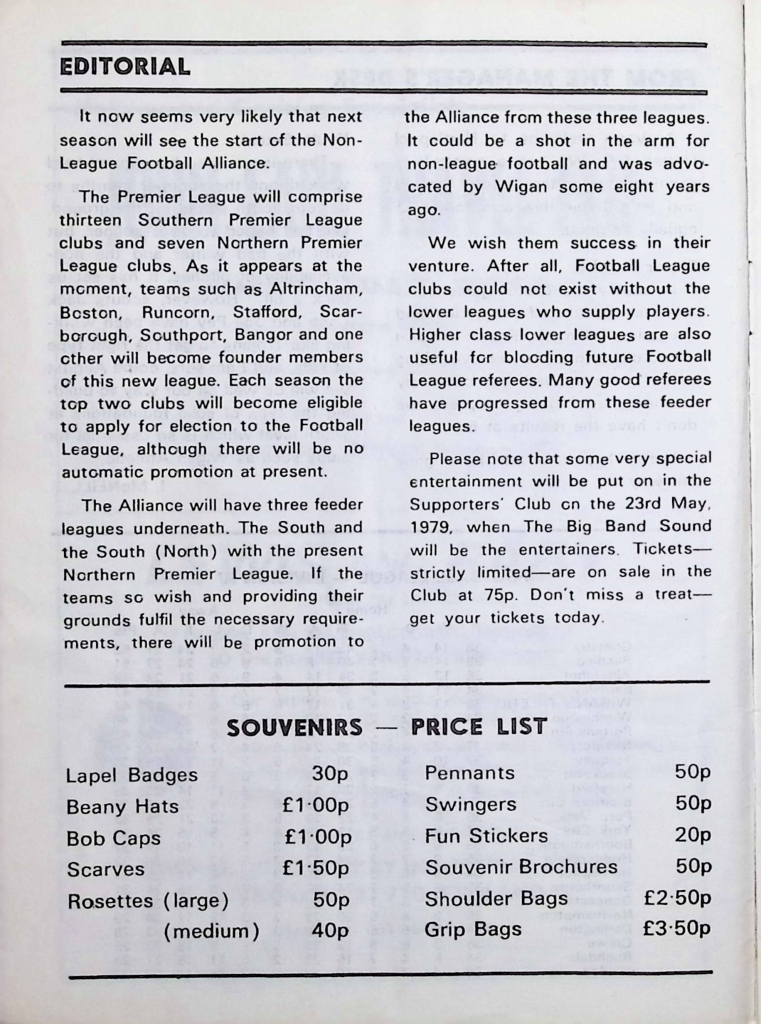 EDITORIAL
It now seems very likely that next
season will see the start of the Non-
League Football Alliance.
The Premier League will comprise
thirteen Southern Premier League
clubs and seven Northern Premier
League clubs. As it appears at the
moment, teams such as Altrincham,
Boston, Runcorn, Stafford, Scar-
borough, Southport, Bangor and one
other will become founder members
of this new league. Each season the
top two clubs will become eligible
to apply for election to the Football
League, although there will be no
automatic promotion at present.
The Alliance will have three feeder
leagues underneath. The South and
the South (North) with the present
Northern Premier League. If the
teams so wish and providing their
grounds fulfil the necessary require-
ments, there will be promotion to
the Alliance from these three leagues.
It could be a shot in the arm for
non-league football and was advo-
cated by Wigan some eight years
ago.
We wish them success in their
venture. After all, Football League
clubs could not exist without the
lower leagues who supply players.
Higher class lower leagues are also
useful for blooding future Football
League referees. Many good referees
have progressed from these feeder
leagues.
Please note that some very special
entertainment will be put on in the
Supporters' Club on the 23rd May,
1979, when The Big Band Sound
will be the entertainers. Tickets—
strictly limited—are on sale in the
Club at 75p. Don't miss a treat—
get your tickets today.
SOUVENIRS — PRICE LIST
Lapel Badges 30p
Beany Hats £1·00p
Bob Caps £1·00p
Scarves £1·50p
Rosettes (large) 50p
(medium) 40p
Pennants 50p
Swingers 50p
Fun Stickers 20p
Souvenir Brochures 50p
Shoulder Bags £2·50p
Grip Bags £3·50p